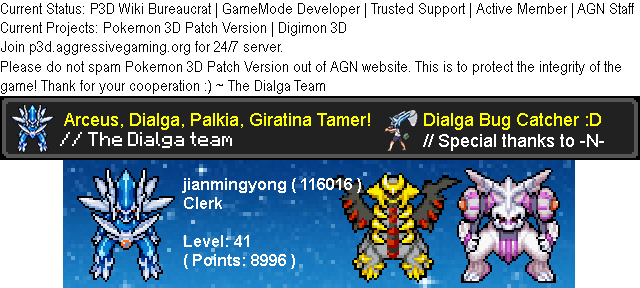 Current Status: P3D Wiki Bureaucrat | GameMode Developer | Trusted Support | Active Member | AGN Staff
Current Projects: Pokemon 3D Patch Version | Digimon 3D
Join p3d.aggressivegaming.org for 24/7 server.
Please do not spam Pokemon 3D Patch Version out of AGN website. This is to protect the integrity of the
game! Thank for your cooperation :) ~ The Dialga Team
Arceus, Dialga, Palkia, Giratina Tamer!
// The Dialga team
Dialga Bug Catcher :D
// Special thanks to -N-
jianmingyong ( 116016 )
Clerk
Level: 41
( Points: 8996 )